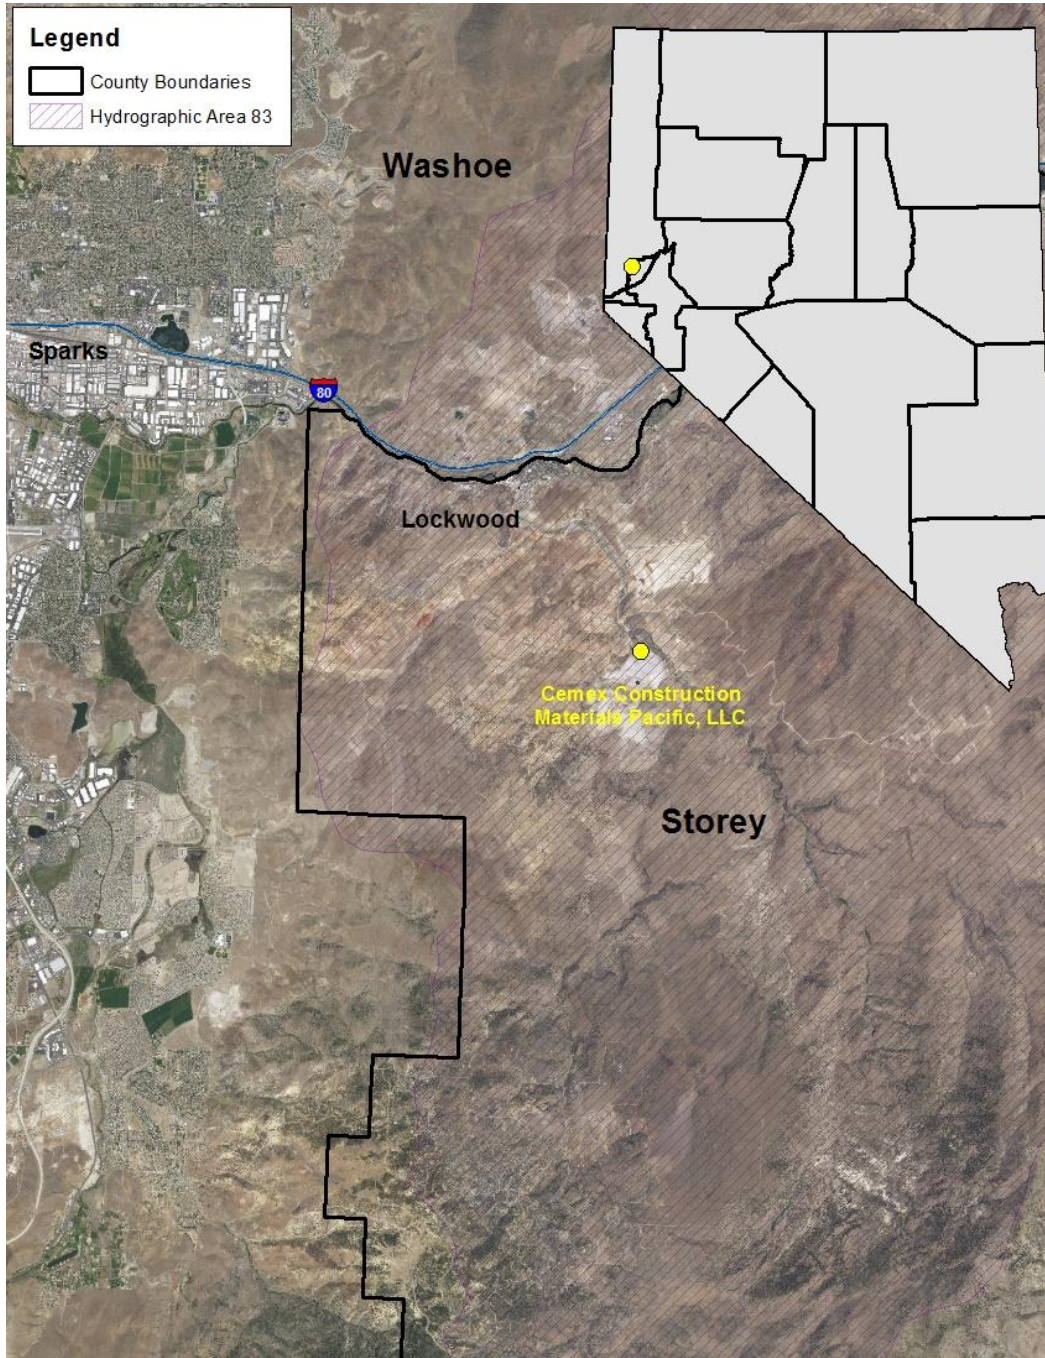 Legend
County Boundaries
Hydrographic Area 83
Washoe
Sparks
80
Lockwood
Cemex Construction
Materials Pacific, LLC
Storey